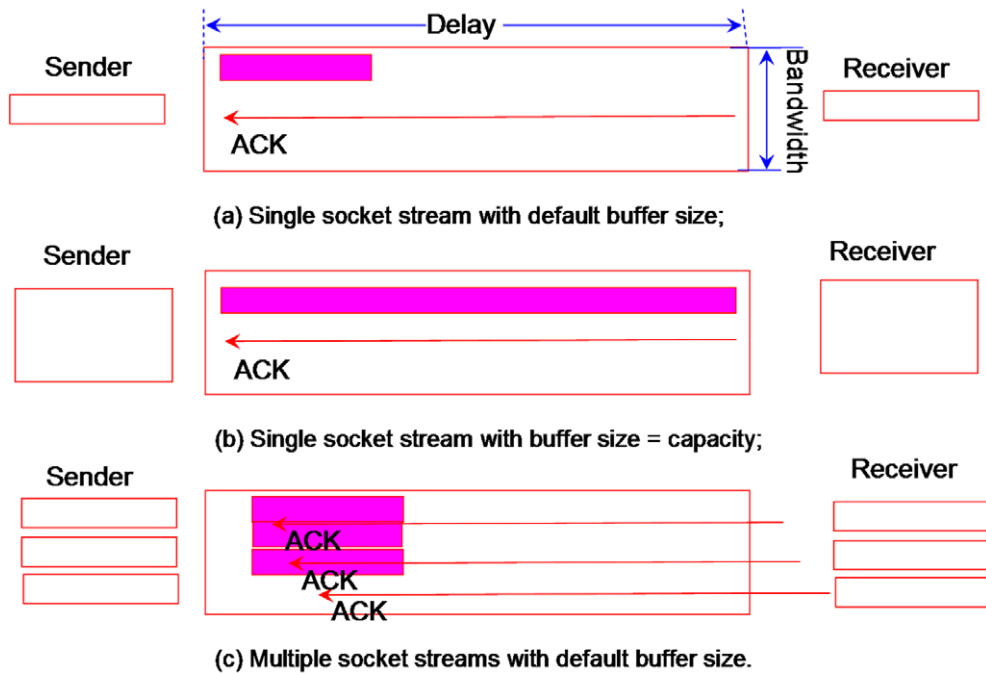 Delay
Sender
Receiver
Bandwidth
ACK
(a) Single socket stream with default buffer size;
Sender
Receiver
ACK
(b) Single socket stream with buffer size = capacity;
Sender
Receiver
ACK
ACK
ACK
(c) Multiple socket streams with default buffer size.